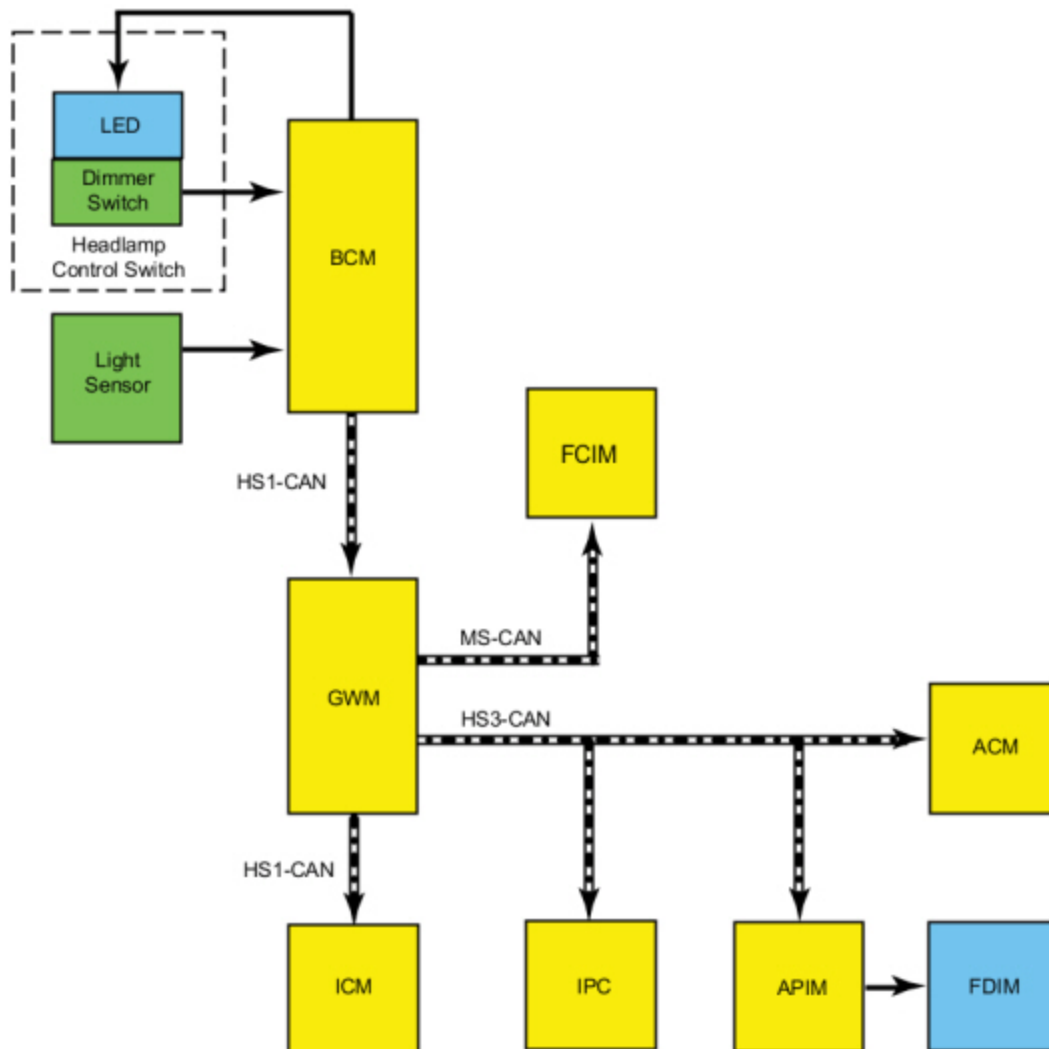 LED
Dimmer
Switch
Headlamp
Control Switch
BCM
Light
Sensor
HS1-CAN
FCIM
MS-CAN
GWM
HS3-CAN
ACM
HS1-CAN
ICM
IPC
APIM
FDIM